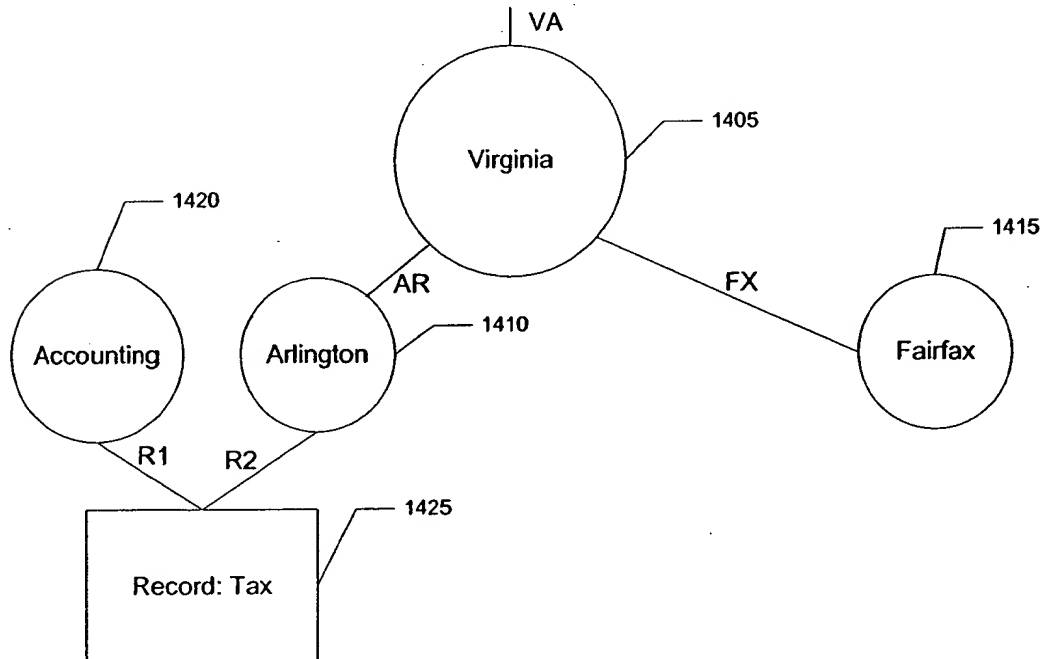 VA
1405
Virginia
1420
1415
AR
FX
1410
Accounting
Arlington
Fairfax
R1
R2
1425
Record: Tax